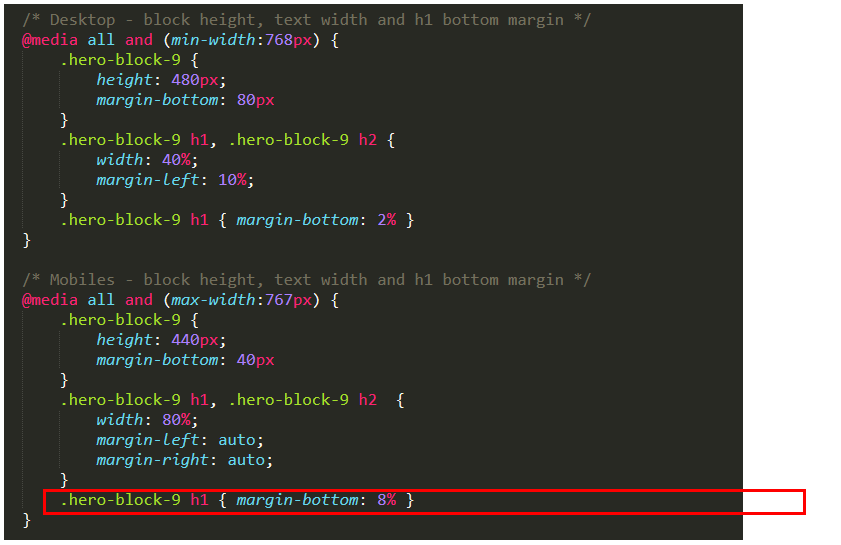 /* Desktop - block height, text width and h1 bottom margin */
@media all and (min-width:768px) {
    .hero-block-9 {
        height: 480px;
        margin-bottom: 80px
    }
    .hero-block-9 h1, .hero-block-9 h2 {
        width: 40%;
        margin-left: 10%;
    }
    .hero-block-9 h1 { margin-bottom: 2% }
}

/* Mobiles - block height, text width and h1 bottom margin */
@media all and (max-width:767px) {
    .hero-block-9 {
        height: 440px;
        margin-bottom: 40px
    }
    .hero-block-9 h1, .hero-block-9 h2  {
        width: 80%;
        margin-left: auto;
        margin-right: auto;
    }
    .hero-block-9 h1 { margin-bottom: 8% }
}